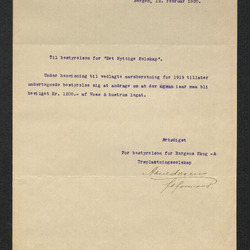 Bergen, 12. februar 1920.
Til bestyrelsen for "Det Nyttige Selskap".
Under henvisning til vedlagte aarsberetning for 1919 tillater
undertegnede bestyrelse sig at andrage om at der ogsaa iaar maa bli
bevilget Kr. 1000.- av Voss & hustrues legat.
Ærbødigst
For bestyrelsen for Bergens Skog -&
Træplantningsselskap